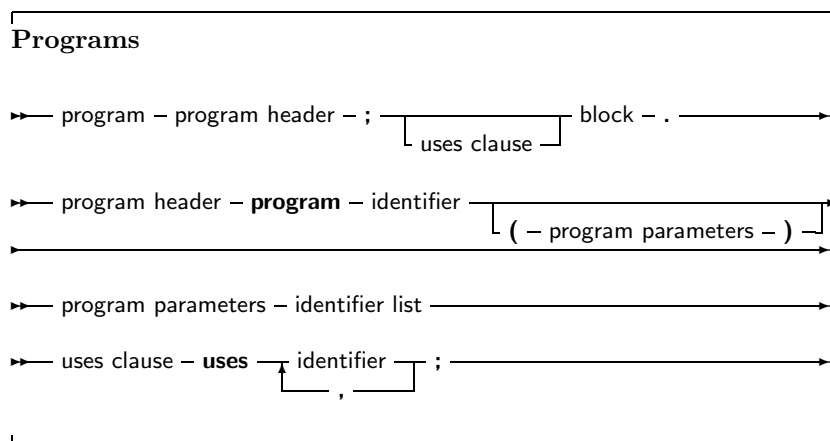 Programs
program – program header – ; block – .
uses clause
program header – program – identifier
( – program parameters – )
program parameters – identifier list
uses clause – uses identifier ;
,